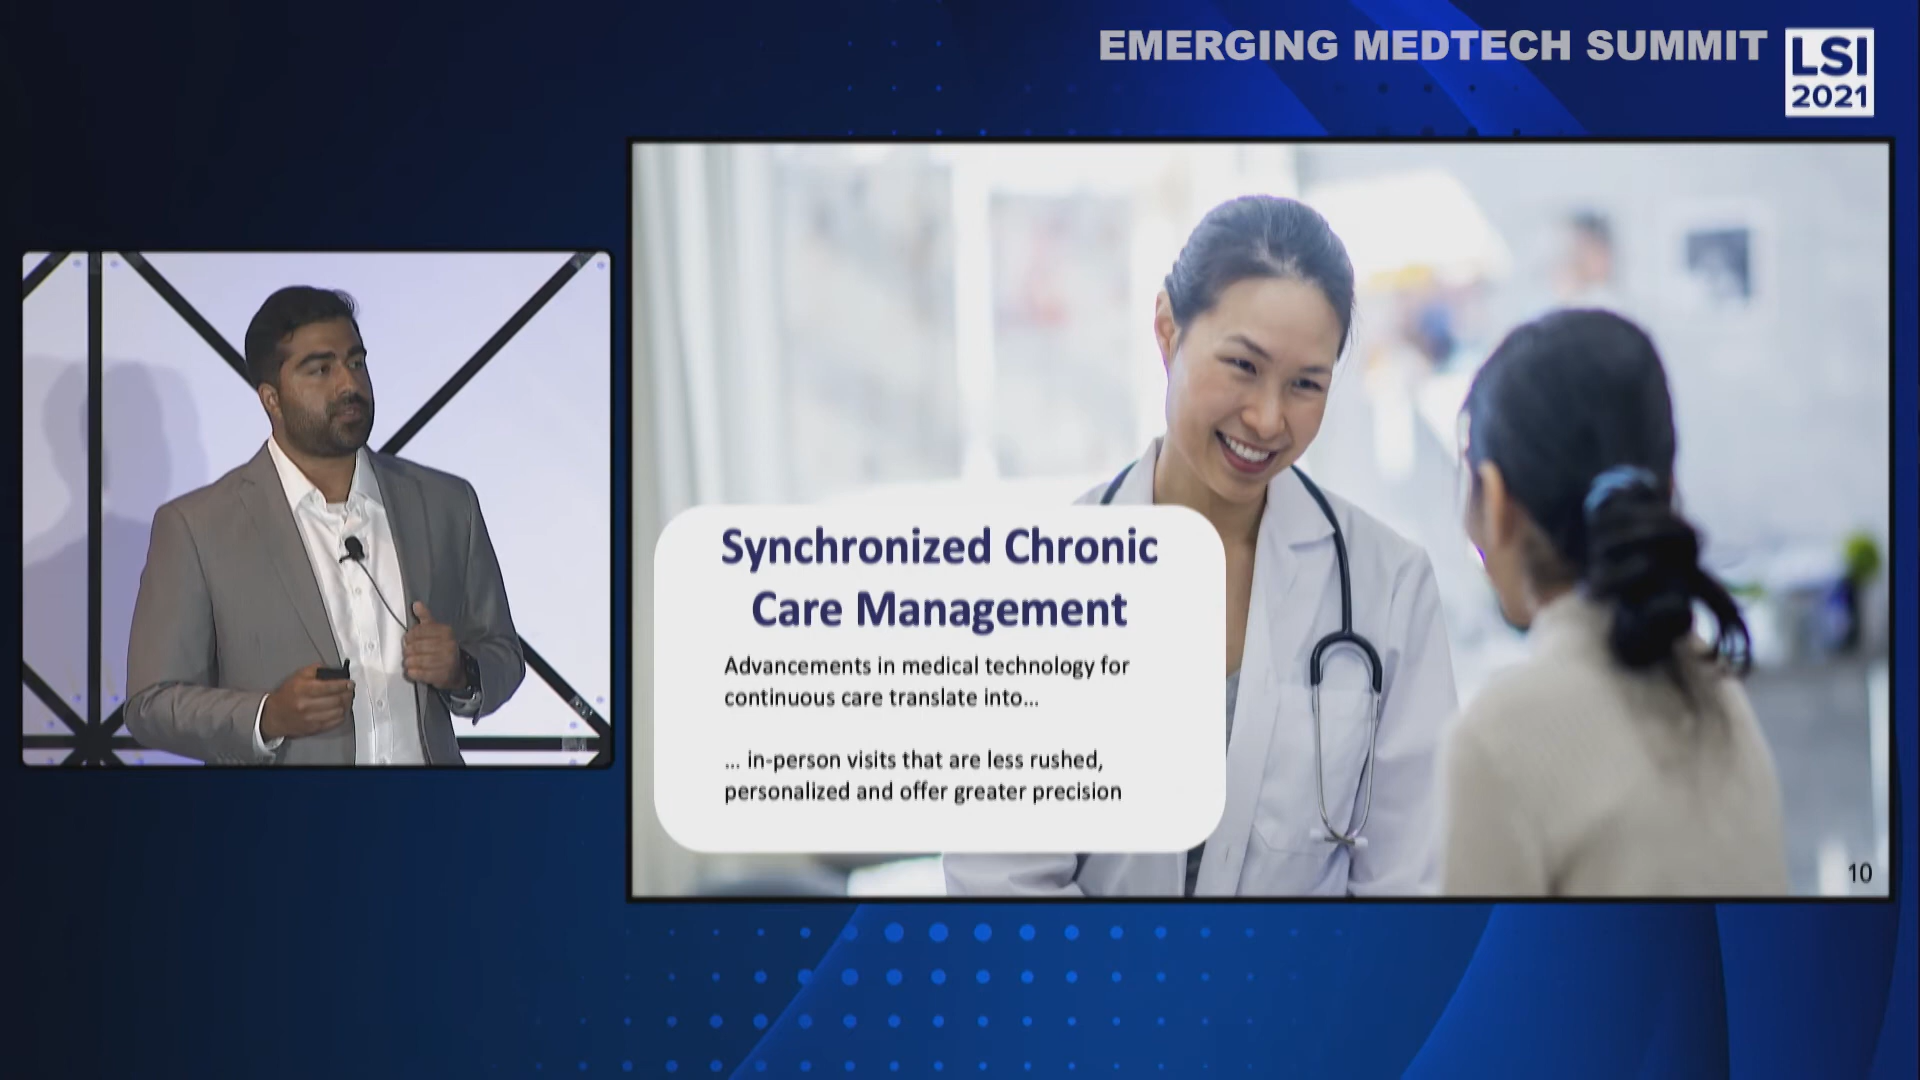 EMERGING MEDTECH SUMMIT
LSI
2021
Synchronized Chronic
Care Management
Advancements in medical technology for
continuous care translate into...
... in-person visits that are less rushed,
personalized and offer greater precision
10